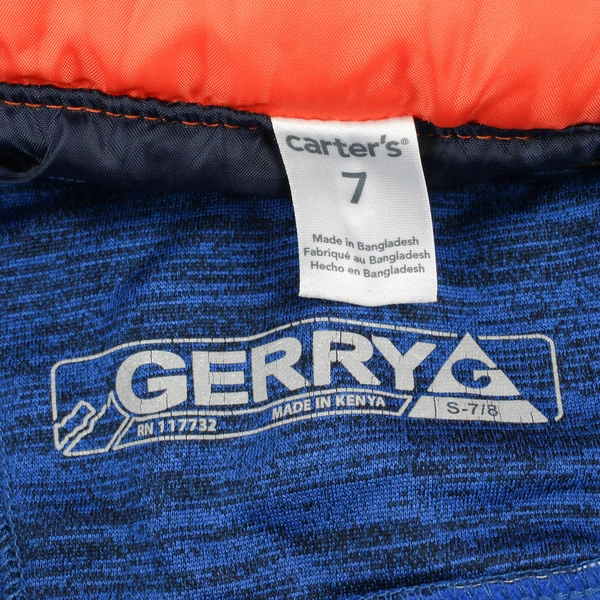 carter's®
7
Made in Bangladesh
Fabriqué au Bangladesh
Hecho en Bangladesh
GERRY G
RN 117732 MADE IN KENYA S-7/8